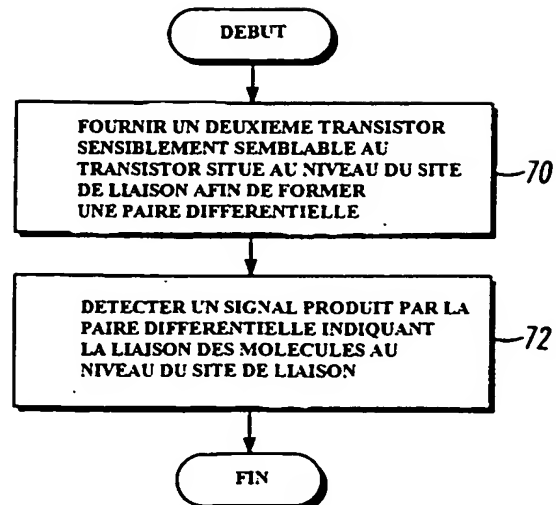 DEBUT
FOURNIR UN DEUXIEME TRANSISTOR
SENSIBLEMENT SEMBLABLE AU
TRANSISTOR SITUE AU NIVEAU DU SITE
DE LIAISON AFIN DE FORMER
UNE PAIRE DIFFERENTIELLE
70
DETECTER UN SIGNAL PRODUIT PAR LA
PAIRE DIFFERENTIELLE INDIQUANT
LA LIAISON DES MOLECULES AU
NIVEAU DU SITE DE LIAISON
72
FIN